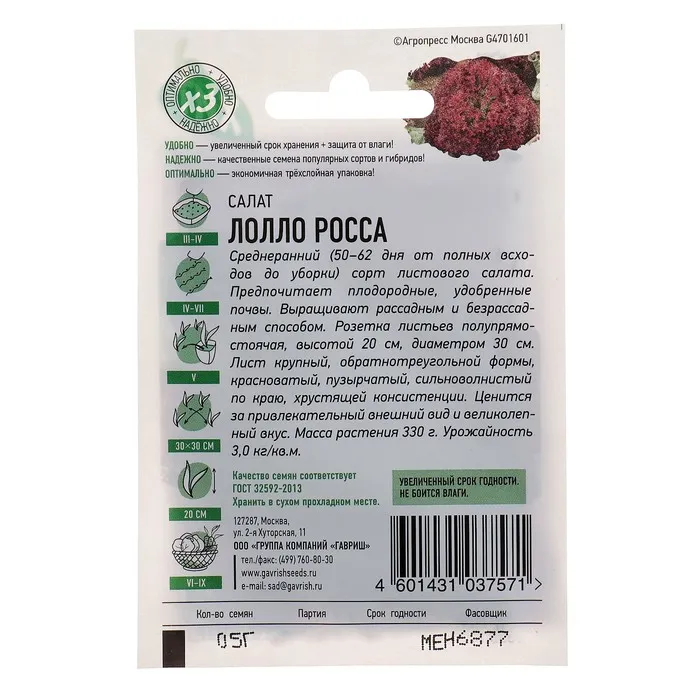 ©Агропресс Москва G4701601
ОПТИМАЛЬНО + УДОБНО + НАДЁЖНО +
х3
УДОБНО — увеличенный срок хранения + защита от влаги!
НАДЕЖНО — качественные семена популярных сортов и гибридов!
ОПТИМАЛЬНО — экономичная трёхслойная упаковка!
САЛАТ
ЛОЛЛО РОССА
III–IV
IV–VII
V
30×30 СМ
20 СМ
VI–IX
Среднеранний (50–62 дня от полных всхо-
дов до уборки) сорт листового салата.
Предпочитает плодородные, удобренные
почвы. Выращивают рассадным и безрассад-
ным способом. Розетка листьев полупрямо-
стоячая, высотой 20 см, диаметром 30 см.
Лист крупный, обратнотреугольной формы,
красноватый, пузырчатый, сильноволнистый
по краю, хрустящей консистенции. Ценится
за привлекательный внешний вид и великолеп-
ный вкус. Масса растения 330 г. Урожайность
3,0 кг/кв.м.
Качество семян соответствует
ГОСТ 32592-2013
Хранить в сухом прохладном месте.
УВЕЛИЧЕННЫЙ СРОК ГОДНОСТИ.
НЕ БОИТСЯ ВЛАГИ.
127287, Москва,
ул. 2-я Хуторская, 11
ООО «ГРУППА КОМПАНИЙ «ГАВРИШ»
тел./факс: (499) 760-80-30
www.gavrishseeds.ru
e-mail: sad@gavrish.ru
4 601431 037571 >
Кол-во семян Партия Срок годности Фасовщик
05Г МЕН6877